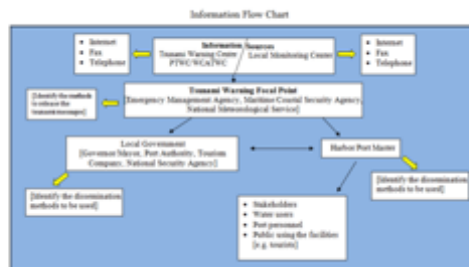 Information Flow Chart
Internet
Fax
Telephone
Information Sources
Tsunami Warning Center
PTWC/WCATWC
Local Monitoring Center
Internet
Fax
Telephone
[Identify the methods
to release the
tsunami messages]
Tsunami Warning Focal Point
[Emergency Management Agency, Maritime Coastal Security Agency,
National Meteorological Service]
Local Government
[Governor Mayor, Port Authority, Tourism
Company, National Security Agency]
Harbor Port Master
[Identify the dissemination
methods to be used]
[Identify the dissemination
methods to be used]
Stakeholders
Water users
Port personnel
Public using the facilities
[e.g. tourists]